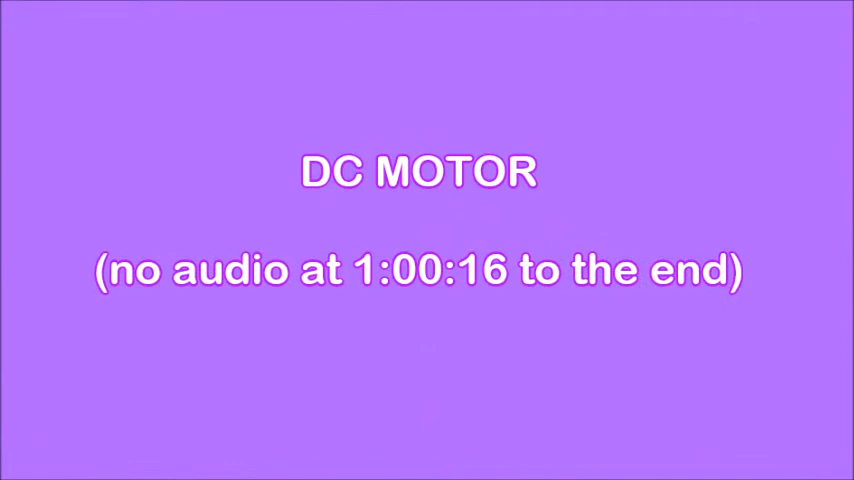 DC MOTOR
(no audio at 1:00:16 to the end)